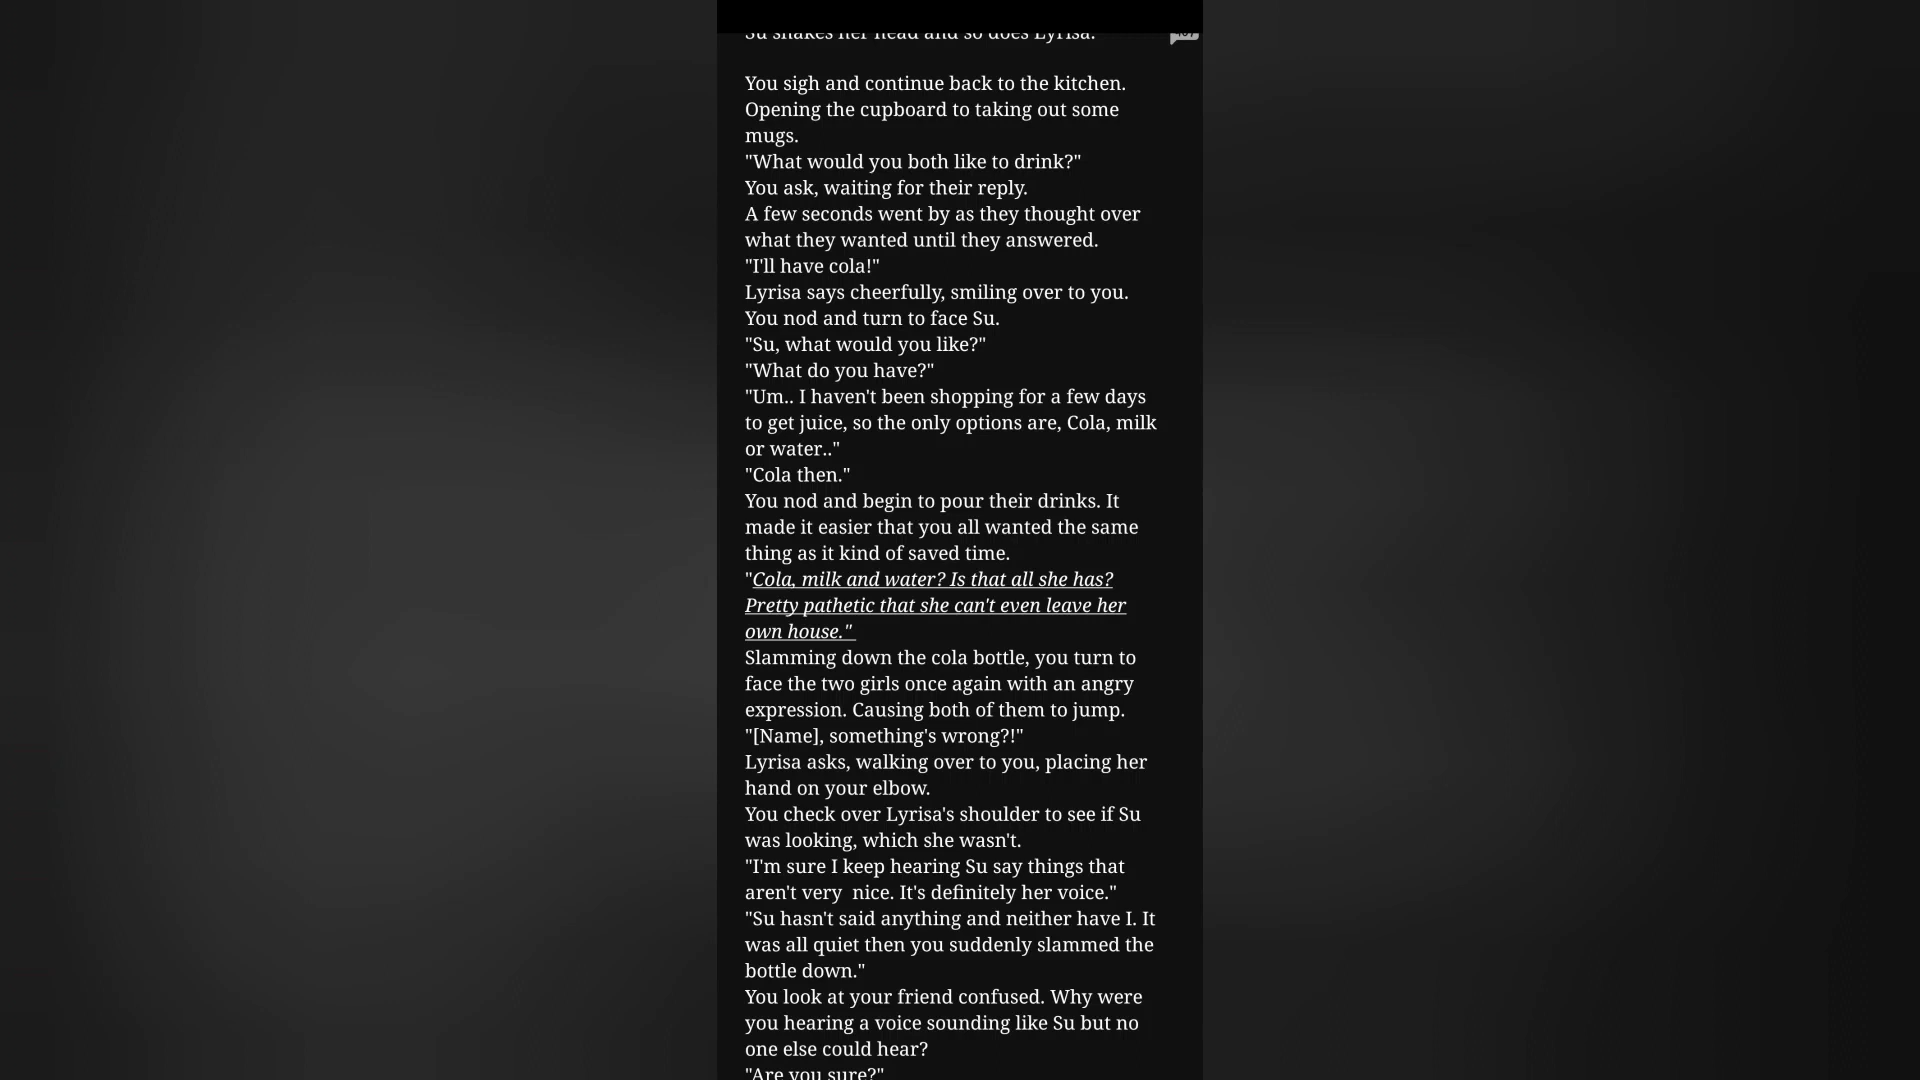 Su shakes her head and so does Lyrisa.
You sigh and continue back to the kitchen.
Opening the cupboard to taking out some
mugs.
"What would you both like to drink?"
You ask, waiting for their reply.
A few seconds went by as they thought over
what they wanted until they answered.
"I'll have cola!"
Lyrisa says cheerfully, smiling over to you.
You nod and turn to face Su.
"Su, what would you like?"
"What do you have?"
"Um.. I haven't been shopping for a few days
to get juice, so the only options are, Cola, milk
or water.."
"Cola then."
You nod and begin to pour their drinks. It
made it easier that you all wanted the same
thing as it kind of saved time.
"Cola, milk and water? Is that all she has?
Pretty pathetic that she can't even leave her
own house."
Slamming down the cola bottle, you turn to
face the two girls once again with an angry
expression. Causing both of them to jump.
"[Name], something's wrong?!"
Lyrisa asks, walking over to you, placing her
hand on your elbow.
You check over Lyrisa's shoulder to see if Su
was looking, which she wasn't.
"I'm sure I keep hearing Su say things that
aren't very  nice. It's definitely her voice."
"Su hasn't said anything and neither have I. It
was all quiet then you suddenly slammed the
bottle down."
You look at your friend confused. Why were
you hearing a voice sounding like Su but no
one else could hear?
"Are you sure?"